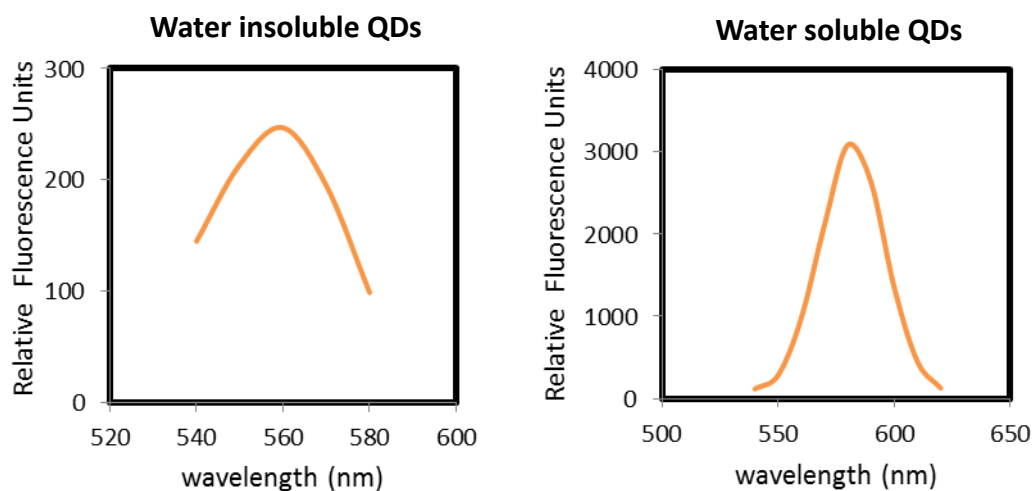 Water insoluble QDs
Relative Fluorescence Units
300
200
100
0
520 540 560 580 600
wavelength (nm)
Water soluble QDs
Relative Fluorescence Units
4000
3000
2000
1000
0
500 550 600 650
wavelength (nm)